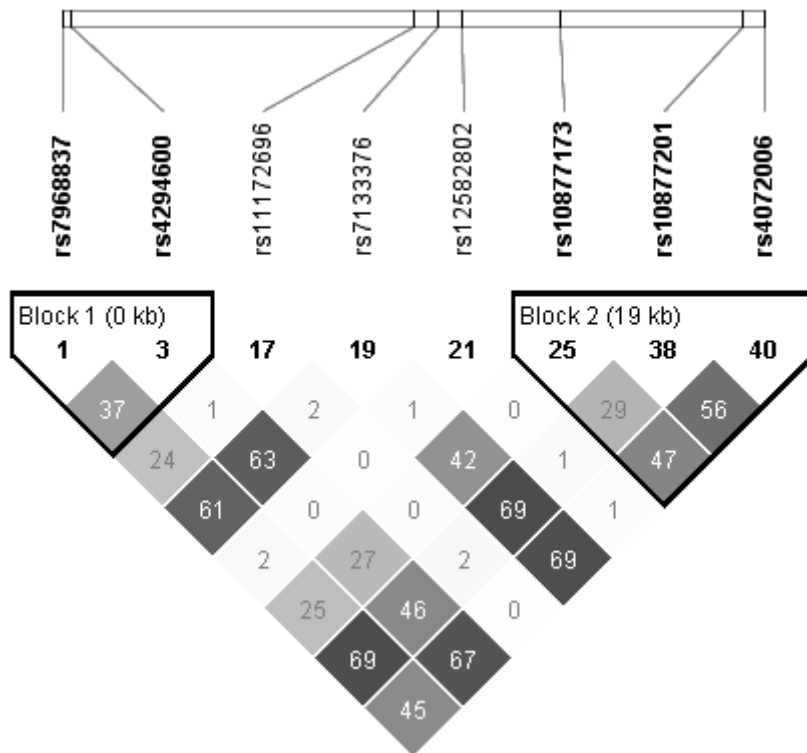 rs7968837
rs4294600
rs11172696
rs7133376
rs12582802
rs10877173
rs10877201
rs4072006
Block 1 (0 kb) Block 2 (19 kb)
1 3 17 19 21 25 38 40
37 1 2 1 0 29 56
24 63 0 42 1 47
61 0 0 69 1
2 27 2 69
25 46 0
69 67
45